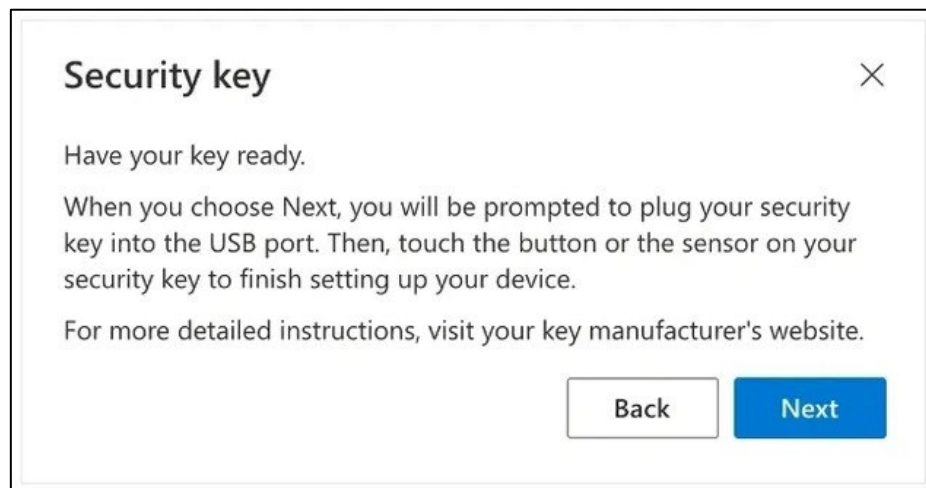 Security key
Have your key ready.
When you choose Next, you will be prompted to plug your security
key into the USB port. Then, touch the button or the sensor on your
security key to finish setting up your device.
For more detailed instructions, visit your key manufacturer's website.
Back
Next